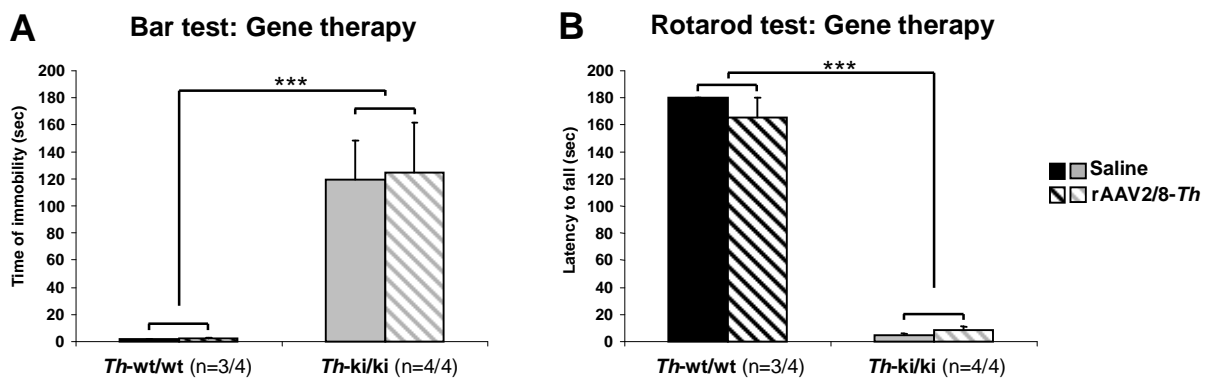 A
Bar test: Gene therapy
Time of immobility (sec)
200
180
160
140
120
100
80
60
40
20
0
***
Th-wt/wt (n=3/4)
Th-ki/ki (n=4/4)
B
Rotarod test: Gene therapy
Latency to fall (sec)
200
180
160
140
120
100
80
60
40
20
0
***
Th-wt/wt (n=3/4)
Th-ki/ki (n=4/4)
Saline
rAAV2/8-Th